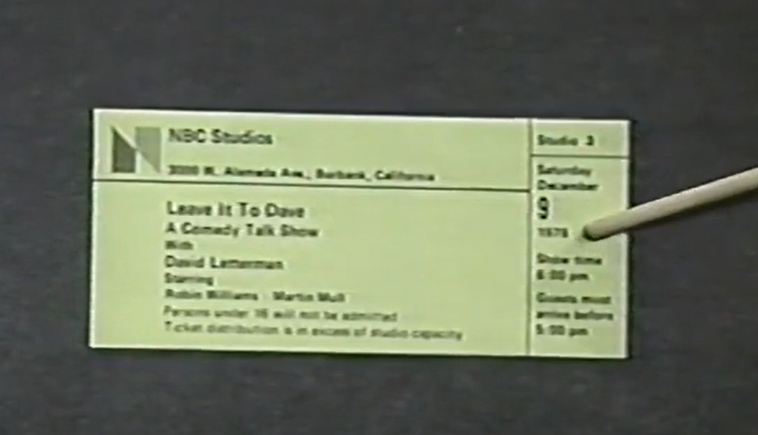 NBC Studios
3000 W. Alameda Ave., Burbank, California
Leave It To Dave
A Comedy Talk Show
With
David Letterman
Starring
Robin Williams Martin Mull
Persons under 16 will not be admitted
Ticket distribution is in excess of studio capacity
Studio 3
Saturday
December
9
1978
Show time
6:00 pm
Guests must
arrive before
5:00 pm